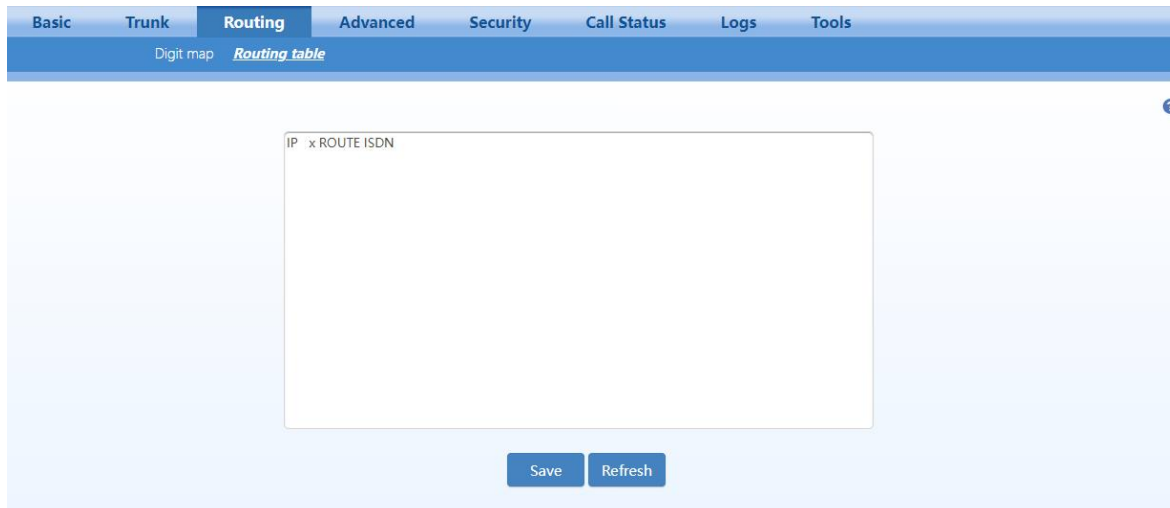 Basic Trunk Routing Advanced Security Call Status Logs Tools
Digit map Routing table
IP x ROUTE ISDN
Save Refresh